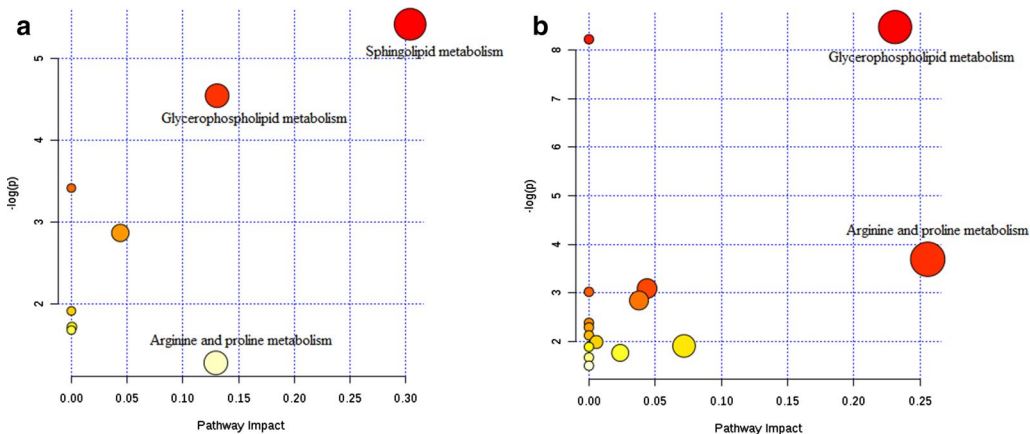 a
Sphingolipid metabolism
Glycerophospholipid metabolism
Arginine and proline metabolism
-log(p)
5
4
3
2
0.00 0.05 0.10 0.15 0.20 0.25 0.30
Pathway Impact
b
Glycerophospholipid metabolism
Arginine and proline metabolism
-log(p)
8
7
6
5
4
3
2
0.00 0.05 0.10 0.15 0.20 0.25
Pathway Impact